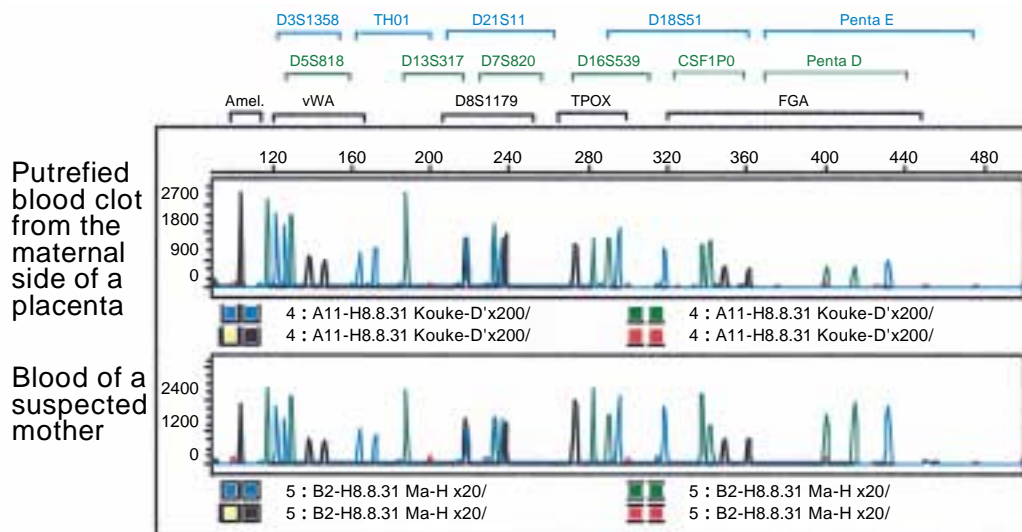 D3S1358 TH01 D21S11 D18S51 Penta E
D5S818 D13S317 D7S820 D16S539 CSF1P0 Penta D
Amel. vWA D8S1179 TPOX FGA
120 160 200 240 280 320 360 400 440 480
Putrefied
blood clot
from the
maternal
side of a
placenta
2700
1800
900
0
4 : A11-H8.8.31 Kouke-D'x200/ 4 : A11-H8.8.31 Kouke-D'x200/
4 : A11-H8.8.31 Kouke-D'x200/ 4 : A11-H8.8.31 Kouke-D'x200/
Blood of a
suspected
mother
2400
1200
0
5 : B2-H8.8.31 Ma-H x20/ 5 : B2-H8.8.31 Ma-H x20/
5 : B2-H8.8.31 Ma-H x20/ 5 : B2-H8.8.31 Ma-H x20/